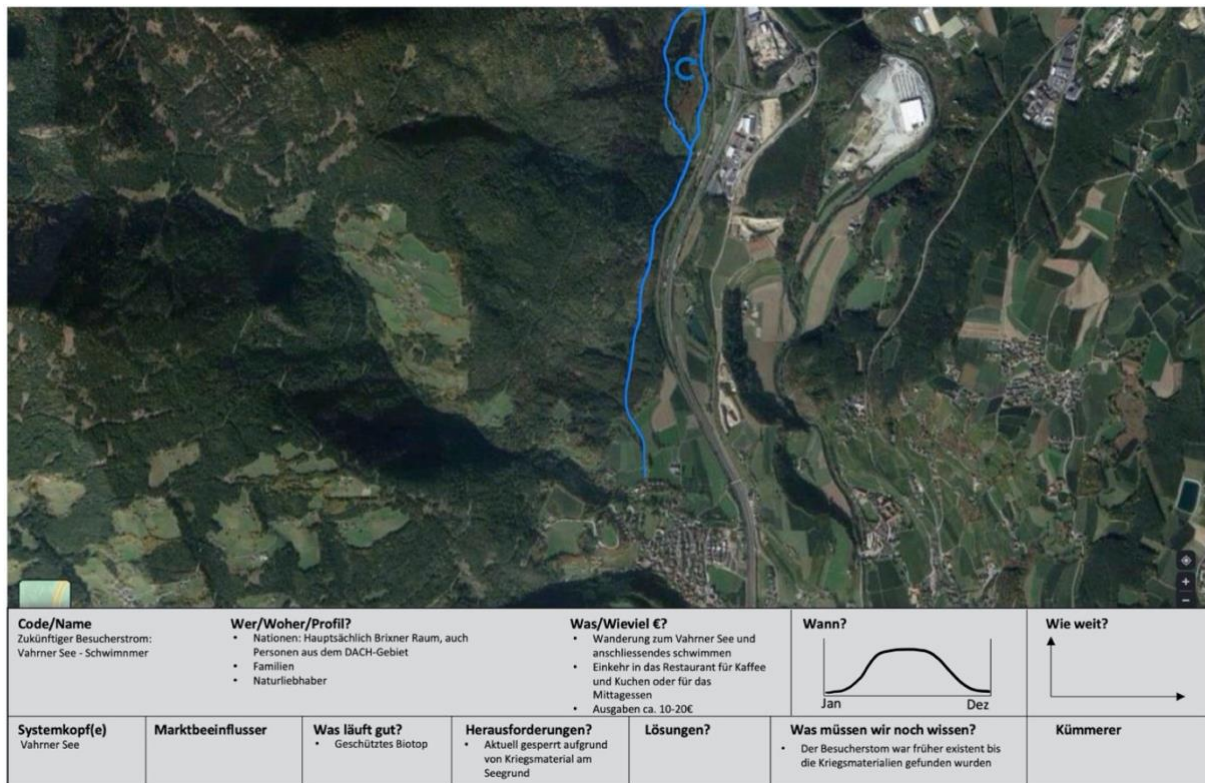 Code/Name
Zukünftiger Besucherstrom:
Vahrner See - Schwimnmer
Wer/Woher/Profil?
• Nationen: Hauptsächlich Brixner Raum, auch
Personen aus dem DACH-Gebiet
• Familien
• Naturliebhaber
Was/Wieviel €?
• Wanderung zum Vahrner See und
anschliessendes schwimmen
• Einkehr in das Restaurant für Kaffee
und Kuchen oder für das
Mittagessen
• Ausgaben ca. 10-20€
Wann?
Jan
Dez
Wie weit?
Systemkopf(e)
Vahrner See
Marktbeeinflusser
Was läuft gut?
• Geschütztes Biotop
Herausforderungen?
• Aktuell gesperrt aufgrund
von Kriegsmaterial am
Seegrund
Lösungen?
Was müssen wir noch wissen?
• Der Besucherstom war früher existent bis
die Kriegsmaterialien gefunden wurden
Kümmerer